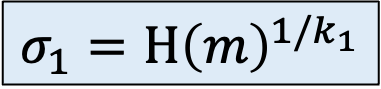 σ₁ = H(m)^{1/k₁}